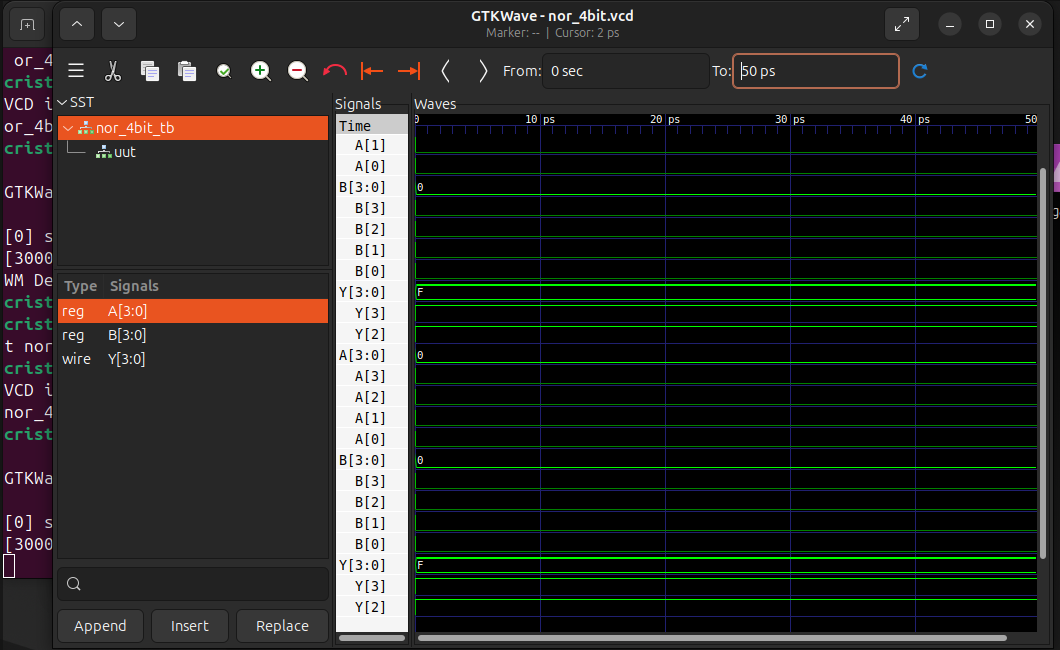 GTKWave - nor_4bit.vcd
Marker: -- | Cursor: 2 ps
From: 0 sec To: 50 ps
or_4
crist
VCD i
or_4b
crist
GTKWa
[0] s
[3000
WM De
crist
crist
t nor
crist
VCD i
nor_4
crist
GTKWa
[0] s
[3000
SST
nor_4bit_tb
uut
Type Signals
reg A[3:0]
reg B[3:0]
wire Y[3:0]
Append Insert Replace
Signals
Time
A[1]
A[0]
B[3:0]
B[3]
B[2]
B[1]
B[0]
Y[3:0]
Y[3]
Y[2]
A[3:0]
A[3]
A[2]
A[1]
A[0]
B[3:0]
B[3]
B[2]
B[1]
B[0]
Y[3:0]
Y[3]
Y[2]
Waves
0 10 ps 20 ps 30 ps 40 ps 50
0
F
0
0
F
g